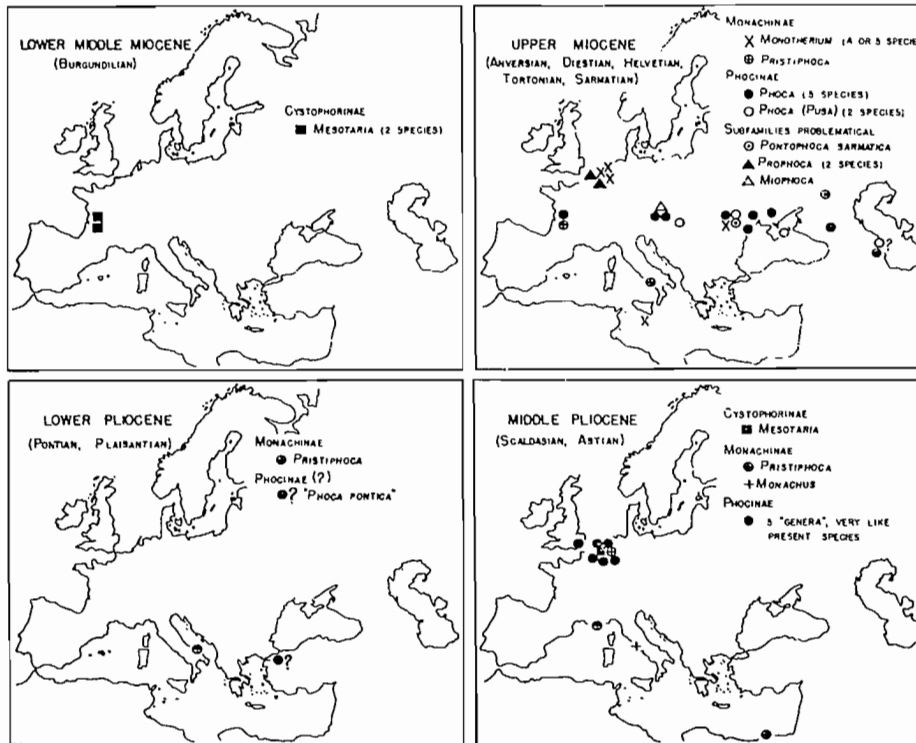 LOWER MIDDLE MIOCENE
(BURGUNDILIAN)
CYSTOPHORINAE
MESOTARIA (2 SPECIES)
UPPER MIOCENE
(ANVERSIAN, DIESTIAN, HELVETIAN,
TORTONIAN, SARMATIAN)
MONACHINAE
MONOTHERIUM (4 OR 5 SPECIES
PRISTIPHOCA
PHOCINAE
PHOCA (5 SPECIES)
PHOCA (PUSA) (2 SPECIES)
SUBFAMILIES PROBLEMATICAL
PONTOPHOCA SARMATICA
PROPHOCA (2 SPECIES)
MIOPHOCA
?
LOWER PLIOCENE
(PONTIAN, PLAISANTIAN)
MONACHINAE
PRISTIPHOCA
PHOCINAE (?)
? "PHOCA PONTICA"
?
MIDDLE PLIOCENE
(SCALDASIAN, ASTIAN)
CYSTOPHORINAE
MESOTARIA
MONACHINAE
PRISTIPHOCA
MONACHUS
PHOCINAE
5 "GENERA", VERY LIKE
PRESENT SPECIES